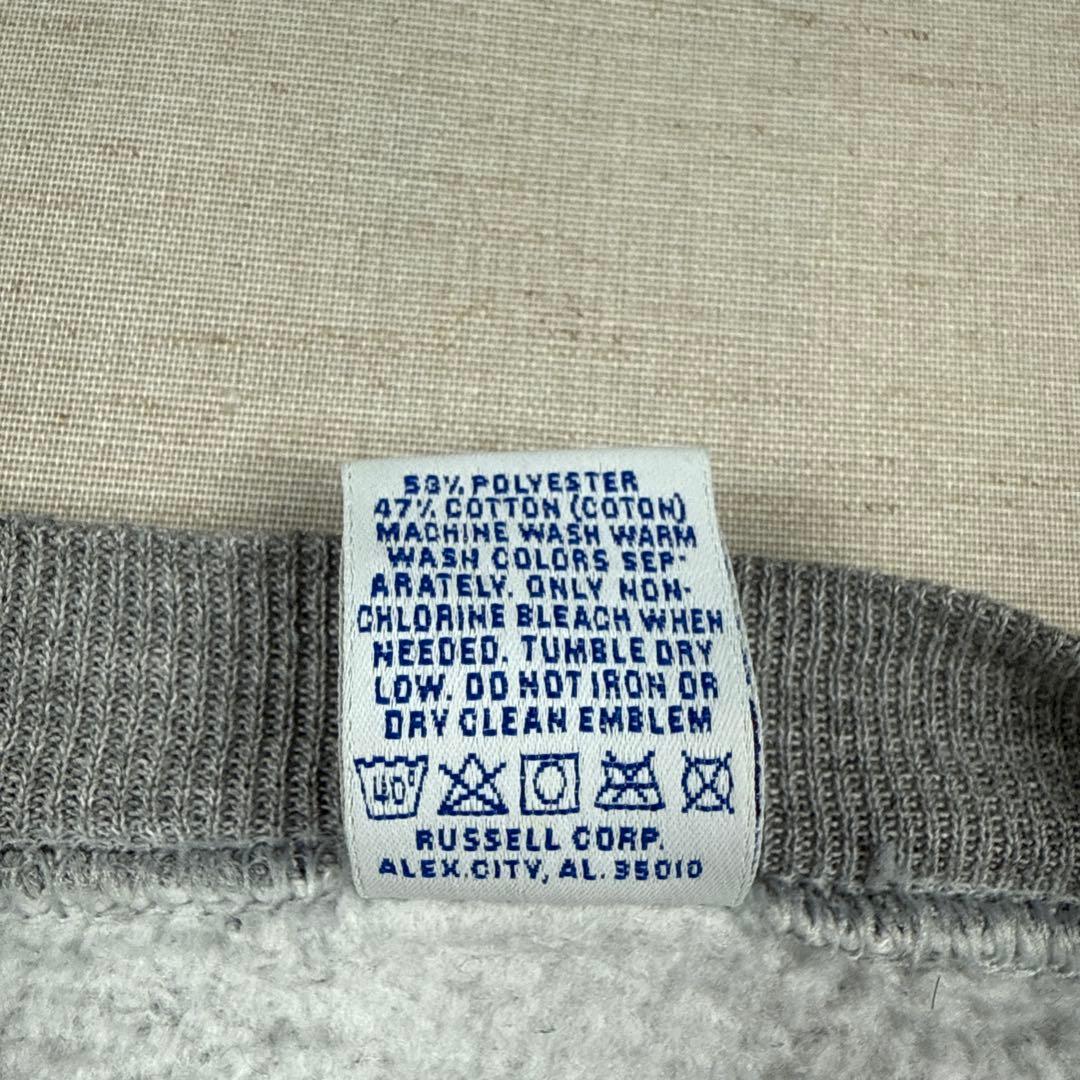 53% POLYESTER
47% COTTON (COTON)
MACHINE WASH WARM
WASH COLORS SEP-
ARATELY. ONLY NON-
CHLORINE BLEACH WHEN
NEEDED. TUMBLE DRY
LOW. DO NOT IRON OR
DRY CLEAN EMBLEM
40°
RUSSELL CORP.
ALEX.CITY, AL. 35010